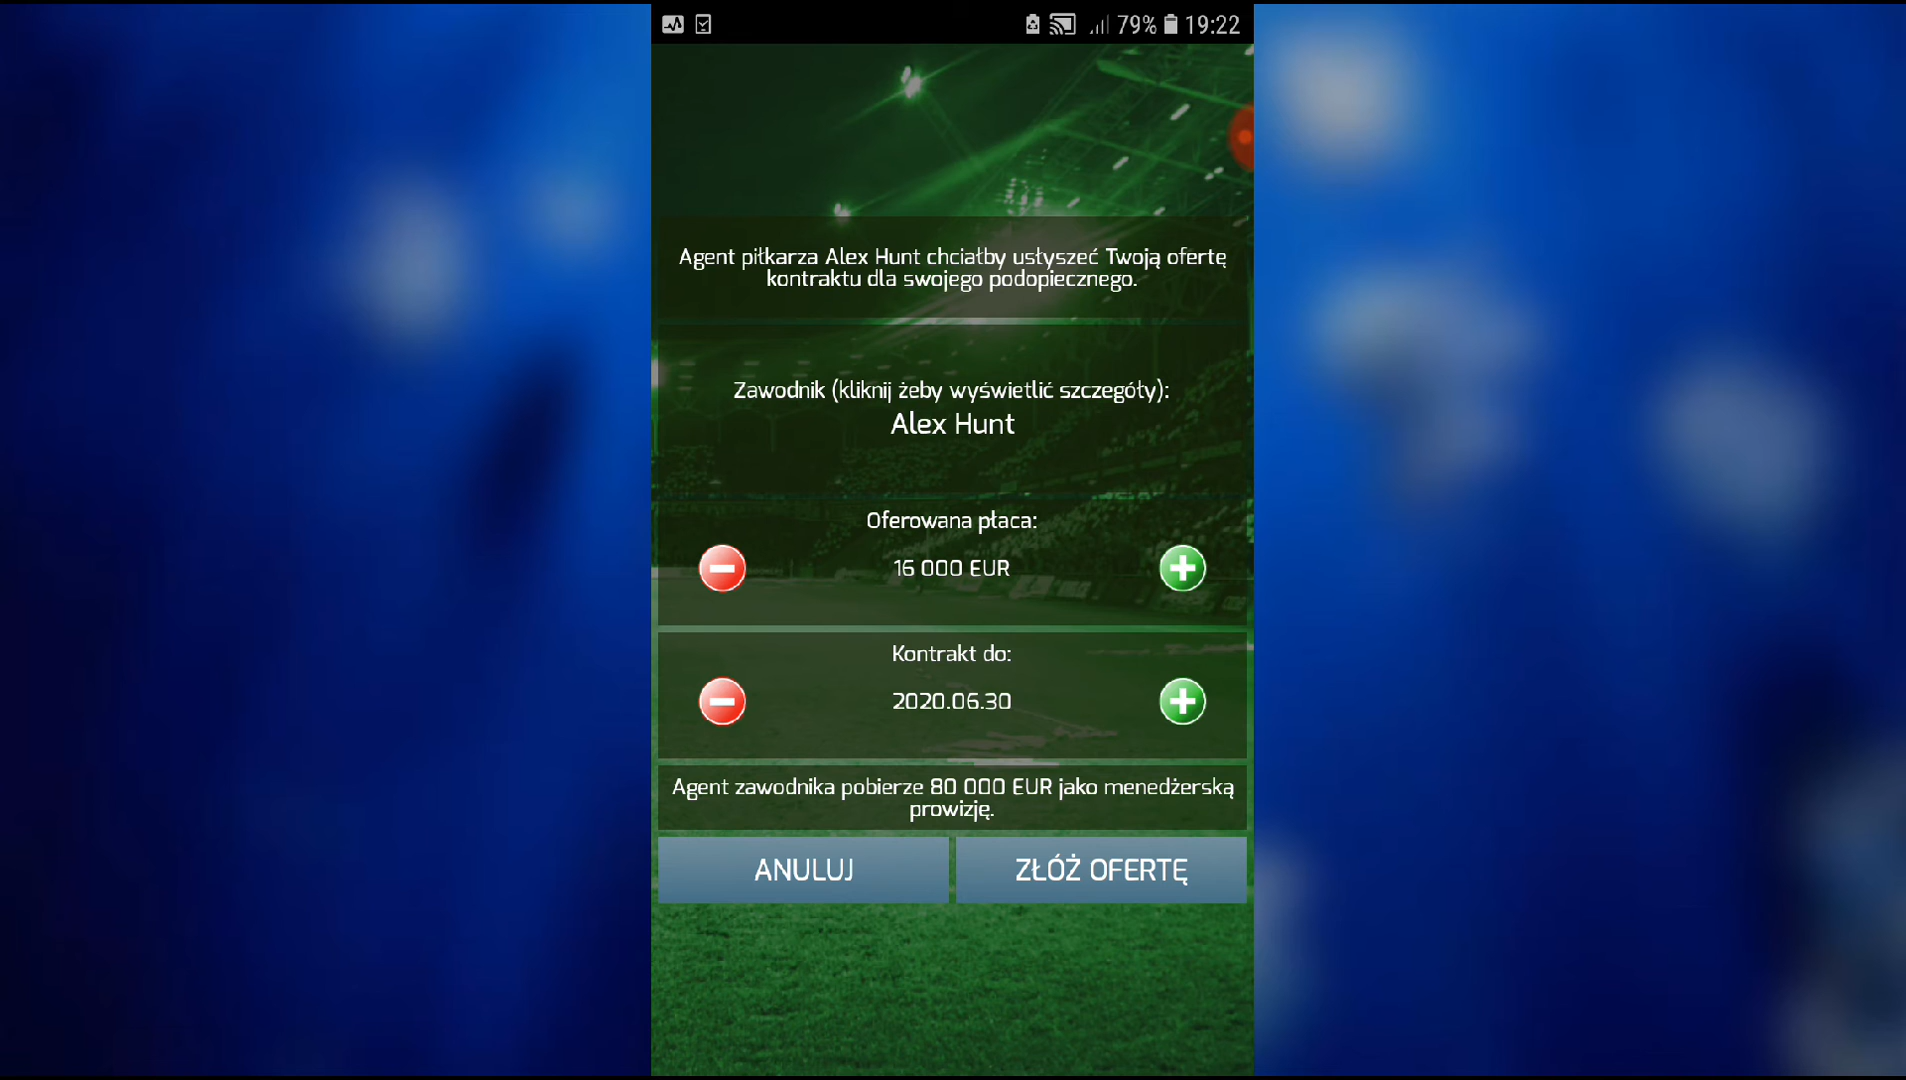 79% 19:22
Agent piłkarza Alex Hunt chciałby usłyszeć Twoją ofertę
kontraktu dla swojego podopiecznego.
Zawodnik (kliknij żeby wyświetlić szczegóły):
Alex Hunt
Oferowana płaca:
16 000 EUR
Kontrakt do:
2020.06.30
Agent zawodnika pobierze 80 000 EUR jako menedżerską
prowizję.
ANULUJ
ZŁÓŻ OFERTĘ